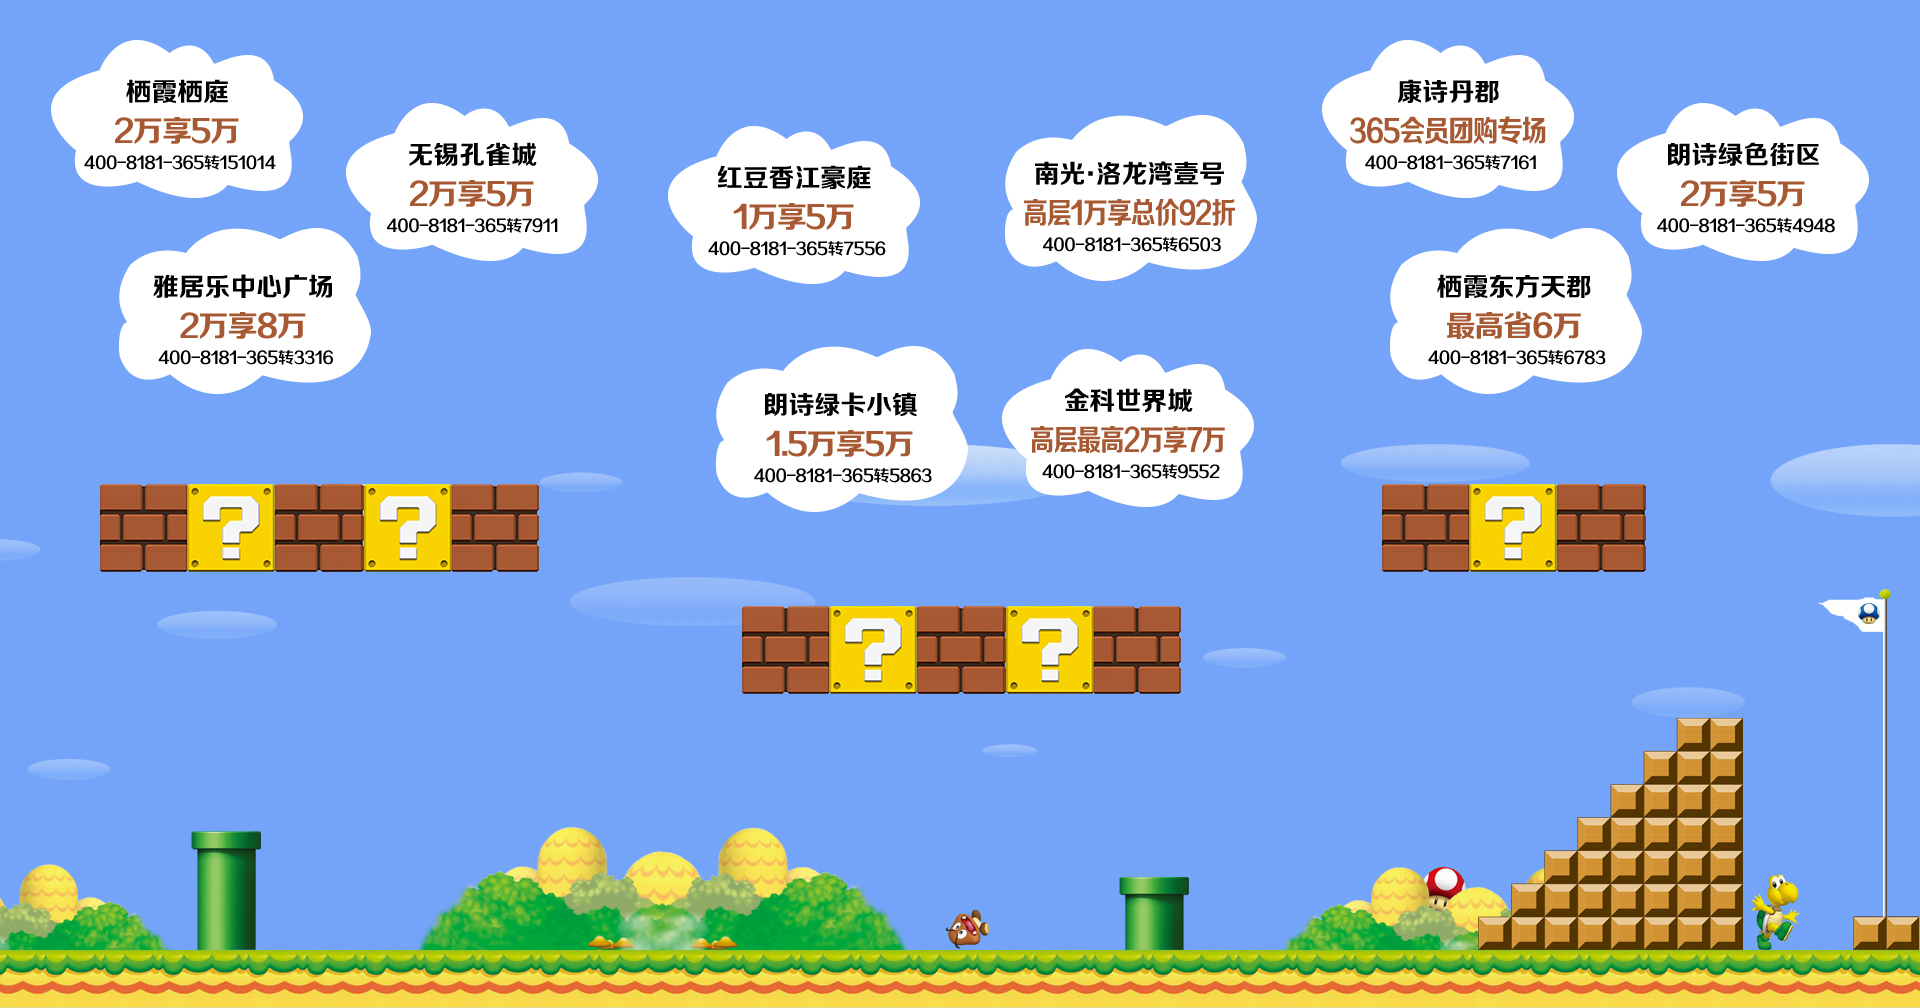 栖霞栖庭
2万享5万
400-8181-365转151014
无锡孔雀城
2万享5万
400-8181-365转7911
雅居乐中心广场
2万享8万
400-8181-365转3316
红豆香江豪庭
1万享5万
400-8181-365转7556
南光·洛龙湾壹号
高层1万享总价92折
400-8181-365转6503
朗诗绿卡小镇
1.5万享5万
400-8181-365转5863
金科世界城
高层最高2万享7万
400-8181-365转9552
康诗丹郡
365会员团购专场
400-8181-365转7161
朗诗绿色街区
2万享5万
400-8181-365转4948
栖霞东方天郡
最高省6万
400-8181-365转6783
?
?
?
?
?